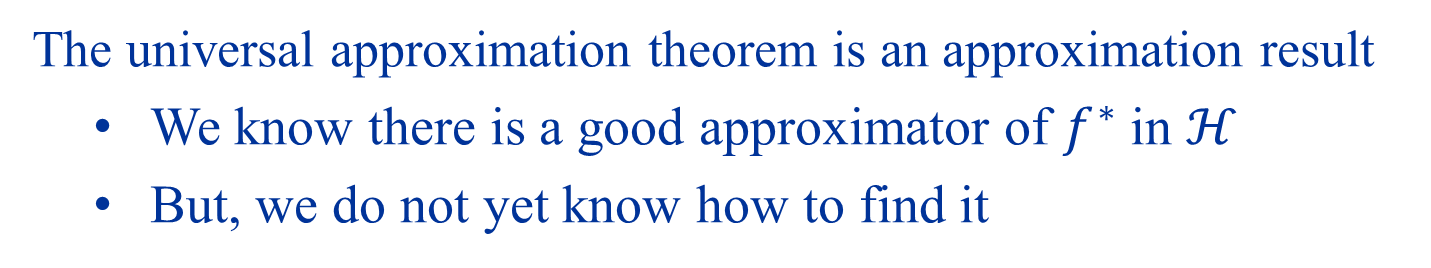 The universal approximation theorem is an approximation result
• We know there is a good approximator of f* in ℋ
• But, we do not yet know how to find it